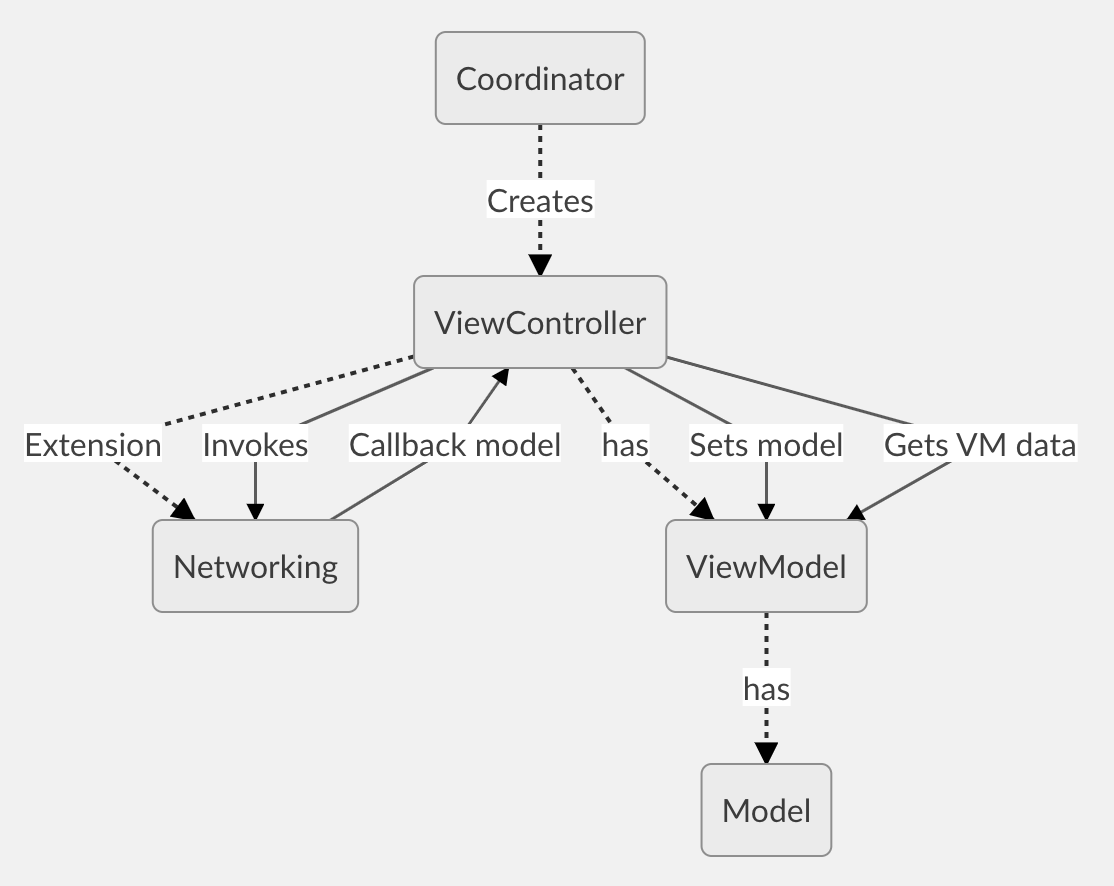 Coordinator
Creates
ViewController
Extension
Invokes
Callback model
has
Sets model
Gets VM data
Networking
ViewModel
has
Model